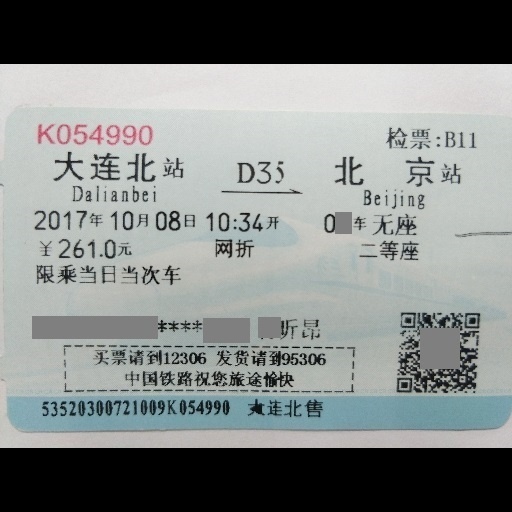 K054990
检票:B11
大连北站 D35 北京站
Dalianbei Beijing
2017年10月08日 10:34开 0 车 无座
￥261.0元 网折 二等座
限乘当日当次车
**** 昕昂
买票请到12306 发货请到95306
中国铁路祝您旅途愉快
53520300721009K054990 大连北售